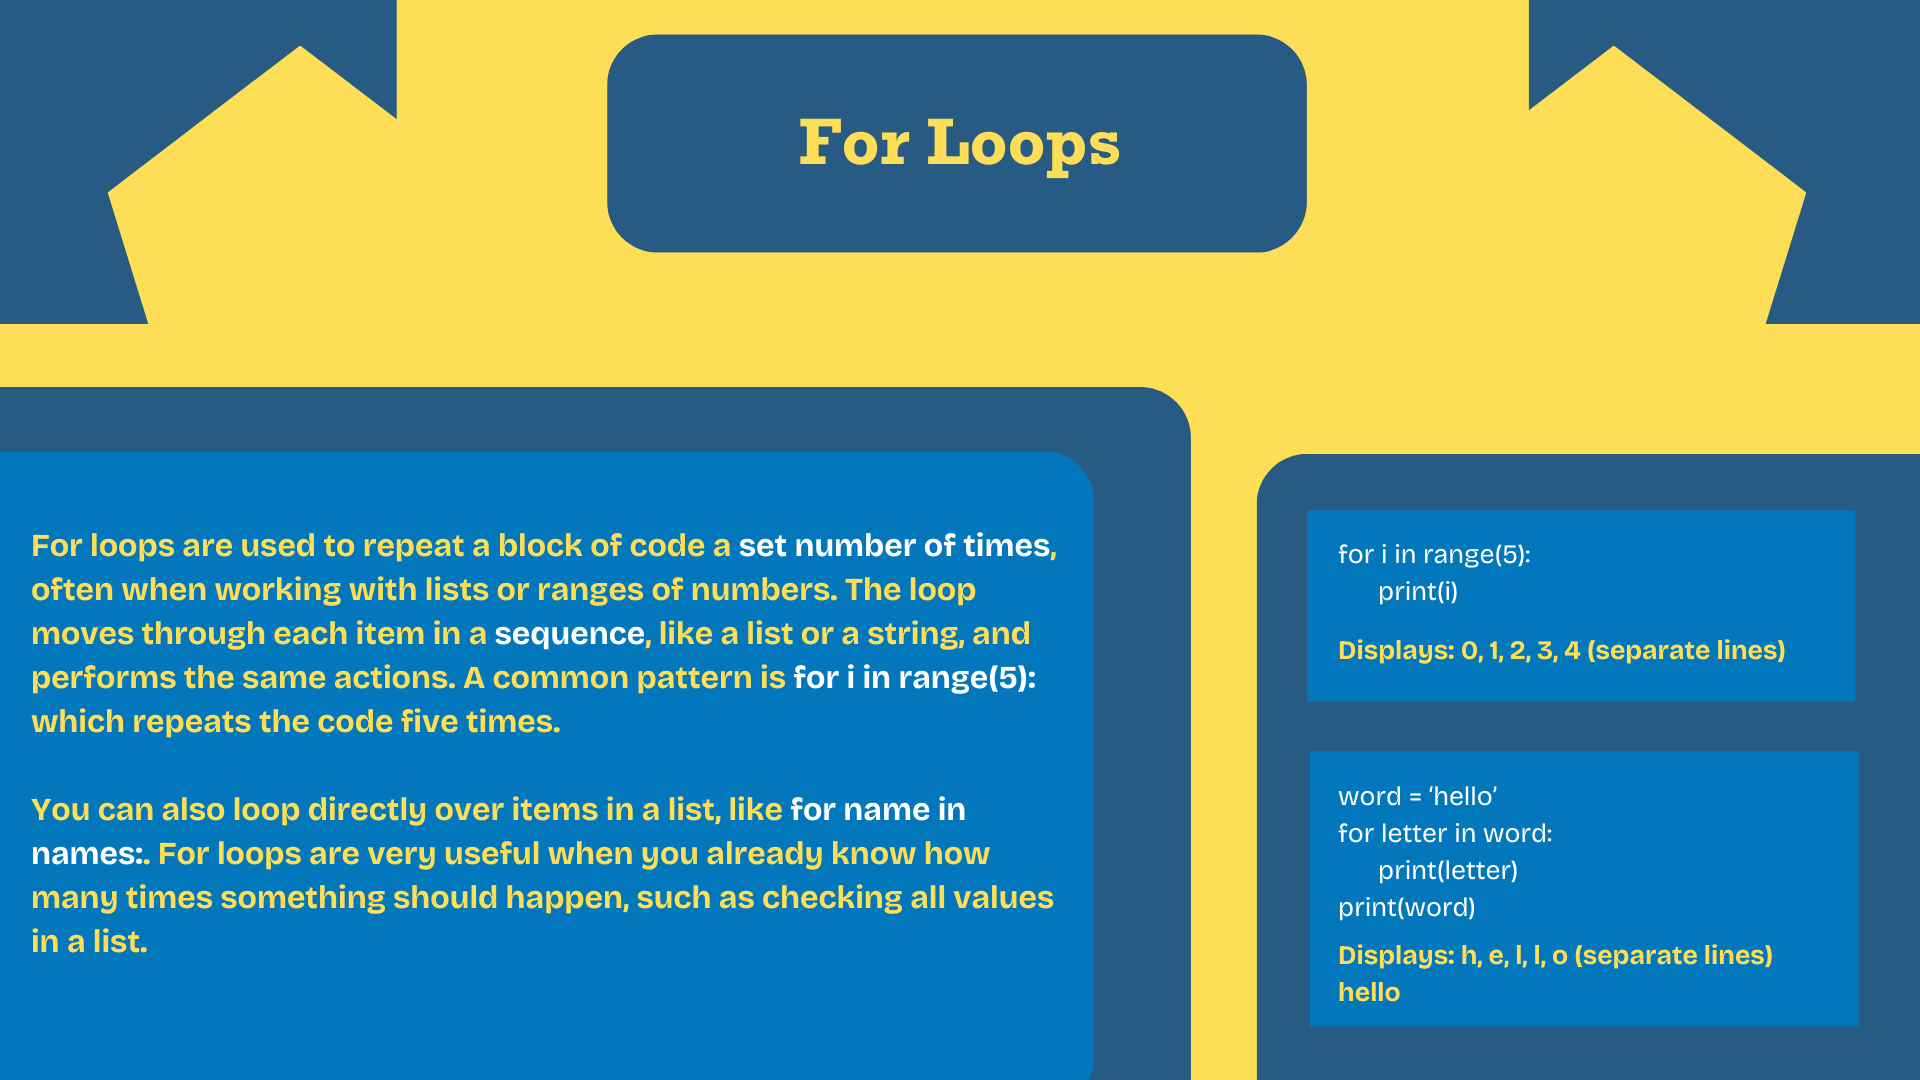 For Loops
For loops are used to repeat a block of code a set number of times,
often when working with lists or ranges of numbers. The loop
moves through each item in a sequence, like a list or a string, and
performs the same actions. A common pattern is for i in range(5):
which repeats the code five times.
You can also loop directly over items in a list, like for name in
names:. For loops are very useful when you already know how
many times something should happen, such as checking all values
in a list.
for i in range(5):
print(i)
Displays: 0, 1, 2, 3, 4 (separate lines)
word = ‘hello’
for letter in word:
print(letter)
print(word)
Displays: h, e, l, l, o (separate lines)
hello